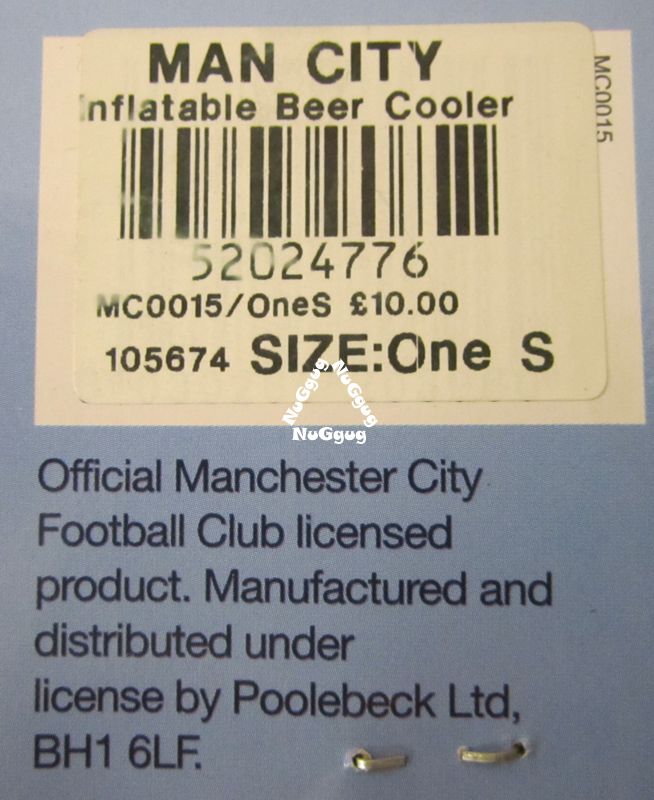 MAN CITY
Inflatable Beer Cooler
MC0015
52024776
MC0015/OneS £10.00
105674 SIZE:One S
NuGgug
NuGgug
NuGgug
Official Manchester City
Football Club licensed
product. Manufactured and
distributed under
license by Poolebeck Ltd,
BH1 6LF.